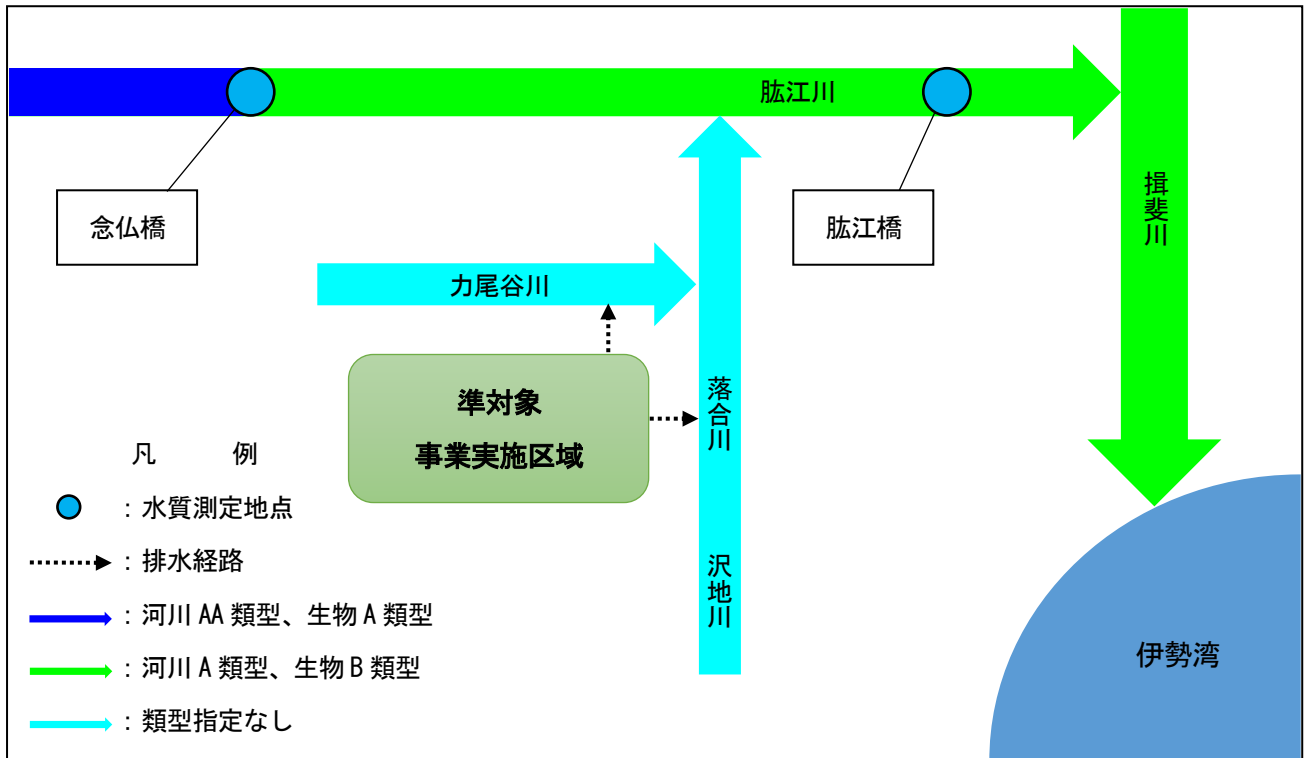 肱江川
念仏橋
肱江橋
揖斐川
力尾谷川
準対象
事業実施区域
落合川
沢地川
凡　例
：水質測定地点
：排水経路
：河川 AA 類型、生物 A 類型
：河川 A 類型、生物 B 類型
：類型指定なし
伊勢湾